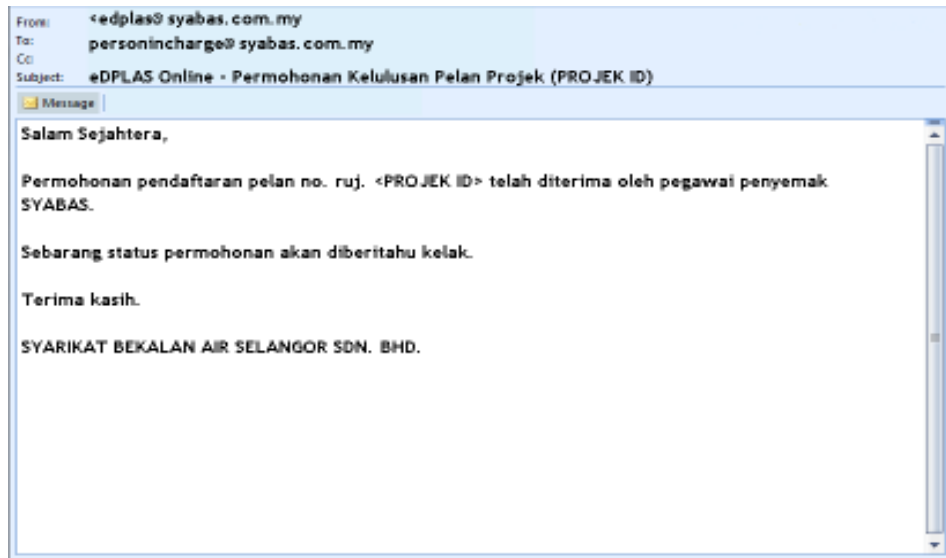 From: <edplas@syabas.com.my
To: personincharge@syabas.com.my
Cc:
Subject: eDPLAS Online - Permohonan Kelulusan Pelan Projek (PROJEK ID)
Message
Salam Sejahtera,
Permohonan pendaftaran pelan no. ruj. <PROJEK ID> telah diterima oleh pegawai penyemak
SYABAS.
Sebarang status permohonan akan diberitahu kelak.
Terima kasih.
SYARIKAT BEKALAN AIR SELANGOR SDN. BHD.